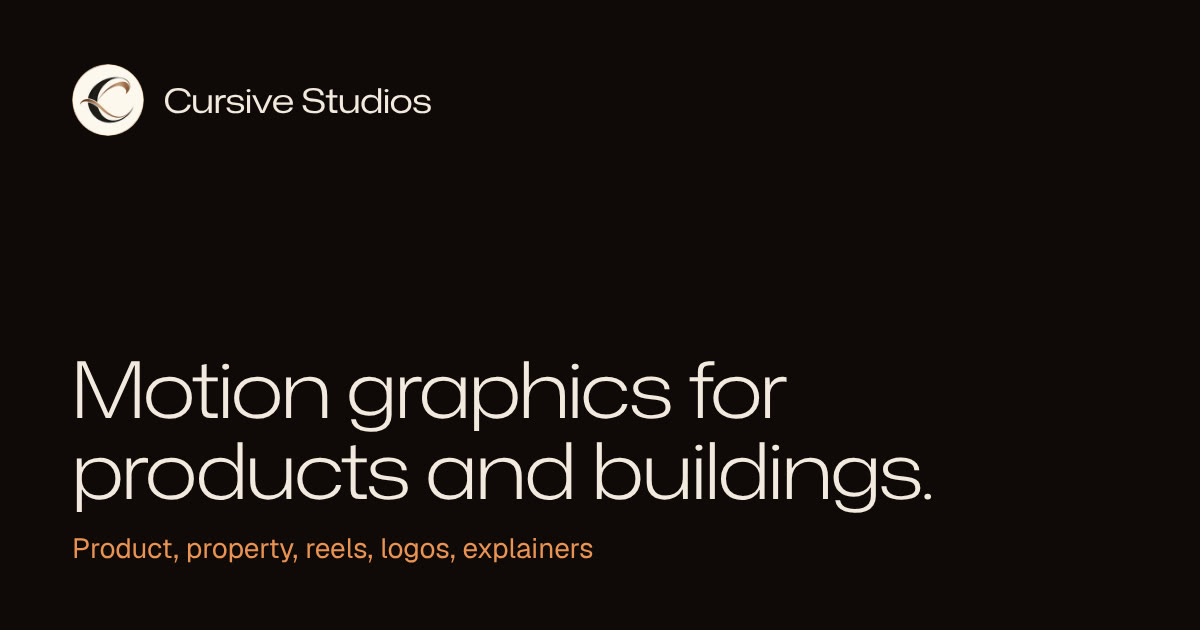 Cursive Studios
Motion graphics for
products and buildings.
Product, property, reels, logos, explainers